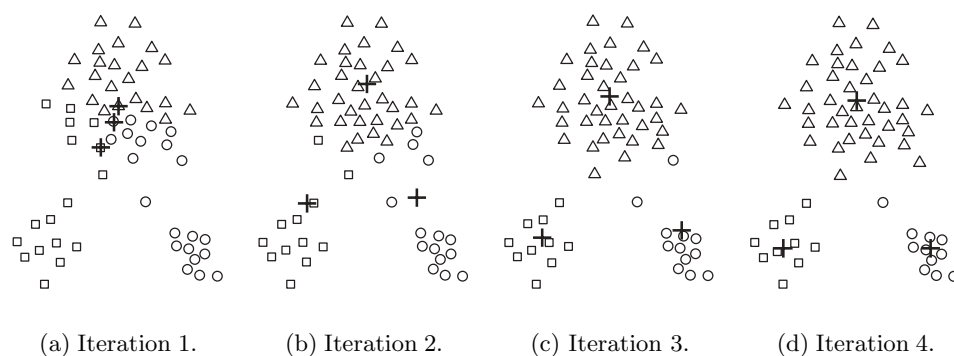 (a) Iteration 1.
(b) Iteration 2.
(c) Iteration 3.
(d) Iteration 4.